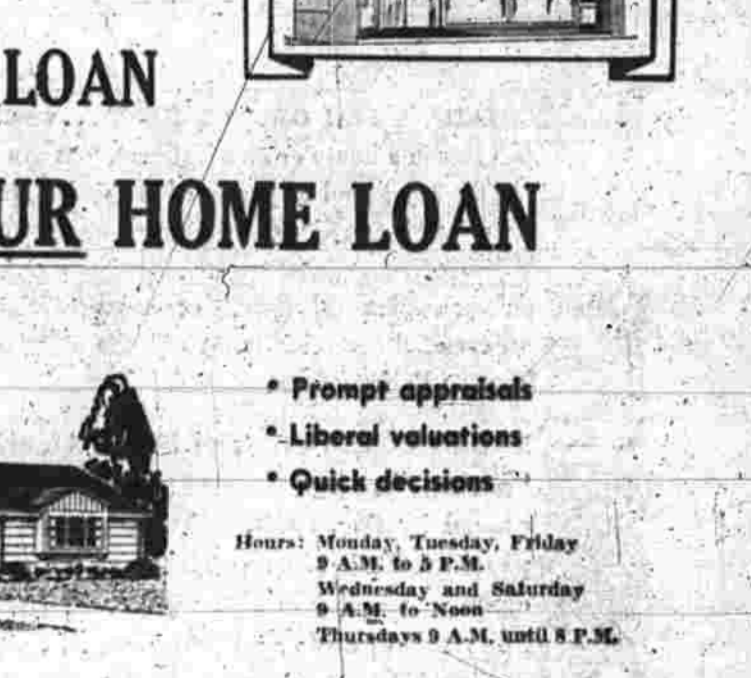 LOAN
UR HOME LOAN
• Prompt appraisals
• Liberal valuations
• Quick decisions
Hours: Monday, Tuesday, Friday
9 A.M. to 5 P.M.
Wednesday and Saturday
9 A.M. to Noon
Thursdays 9 A.M. until 8 P.M.